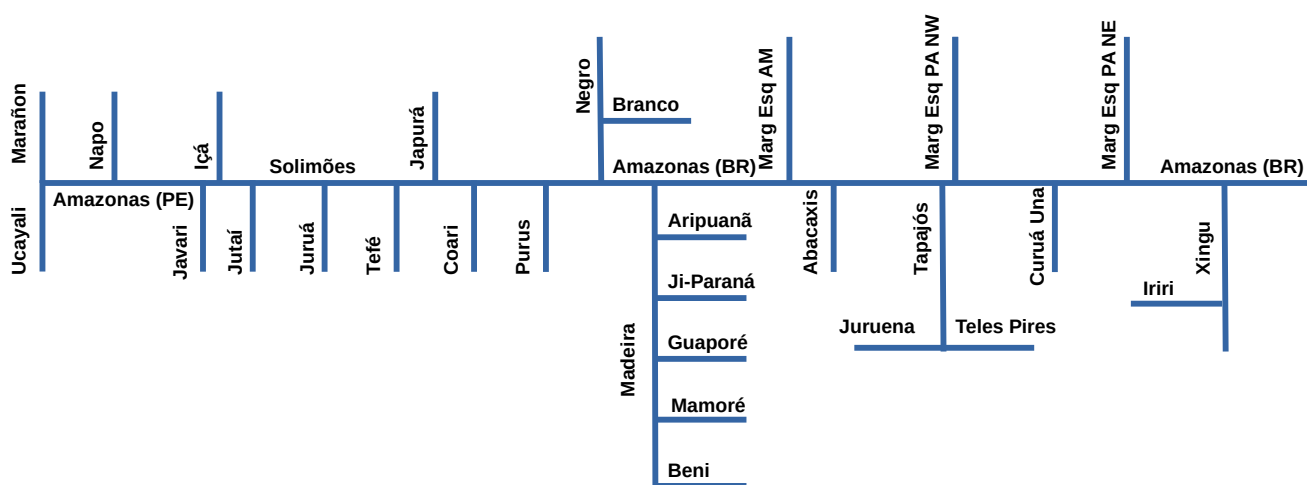 Marañon
Napo
Içá
Solimões
Japurá
Negro
Branco
Amazonas (BR)
Marg Esq AM
Marg Esq PA NW
Marg Esq PA NE
Amazonas (BR)
Amazonas (PE)
Ucayali
Javari
Jutaí
Juruá
Tefé
Coari
Purus
Madeira
Aripuanã
Ji-Paraná
Guaporé
Mamoré
Beni
Abacaxis
Tapajós
Juruena
Teles Pires
Curuá Una
Xingu
Iriri